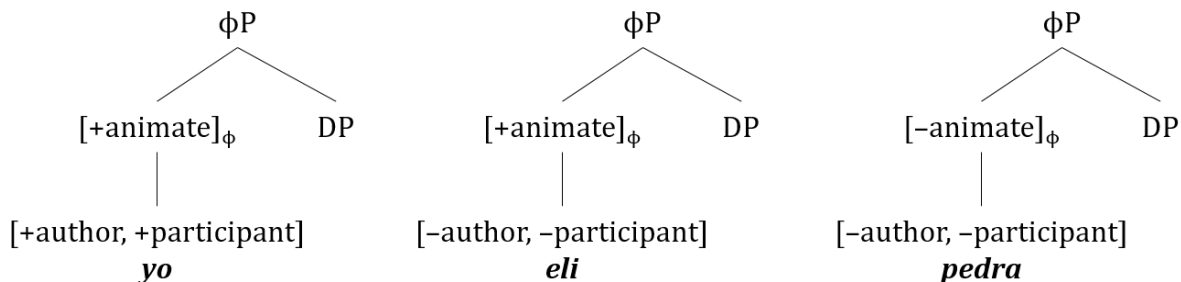 ϕP ϕP ϕP
[+animate]ϕ DP [+animate]ϕ DP [–animate]ϕ DP
[+author, +participant] [–author, –participant] [–author, –participant]
yo eli pedra